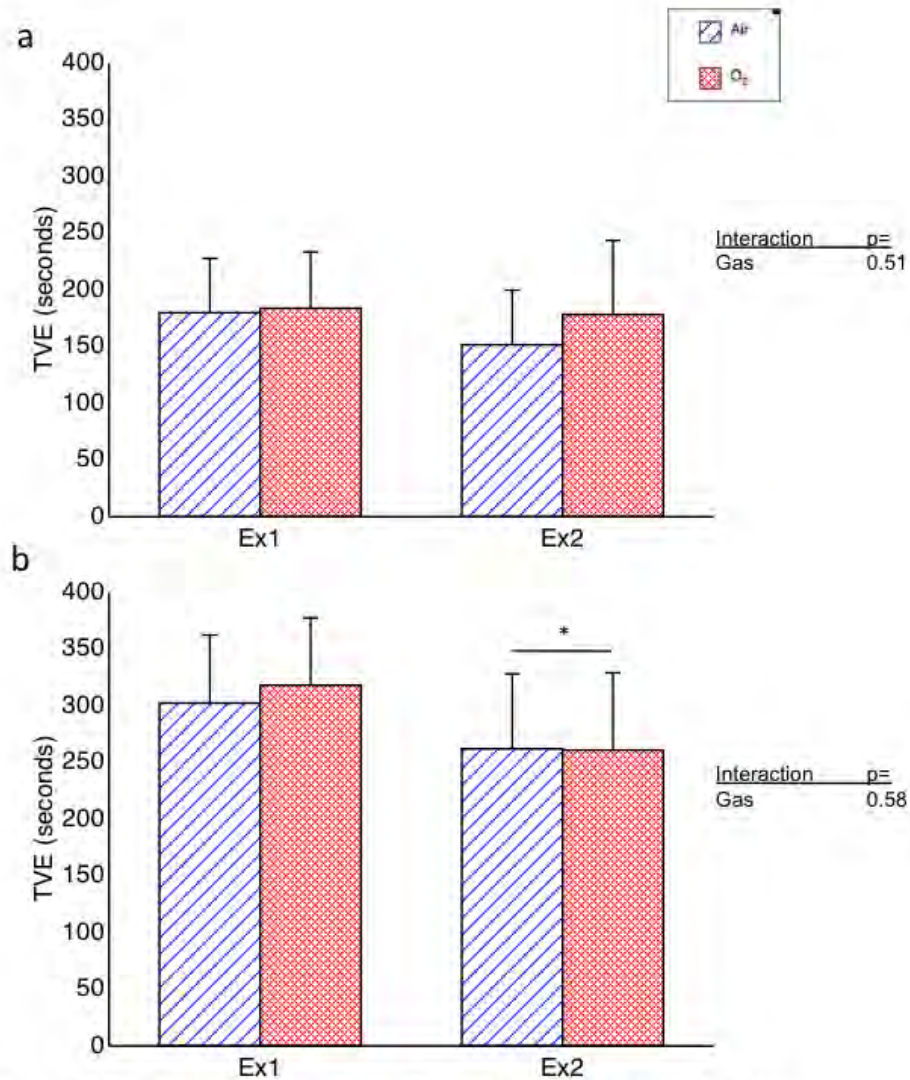 a
Air
O2
400
350
300
250
200
150
100
50
0
TVE (seconds)
Ex1
Ex2
Interaction p=
Gas 0.51
b
400
350
300
250
200
150
100
50
0
TVE (seconds)
*
Ex1
Ex2
Interaction p=
Gas 0.58